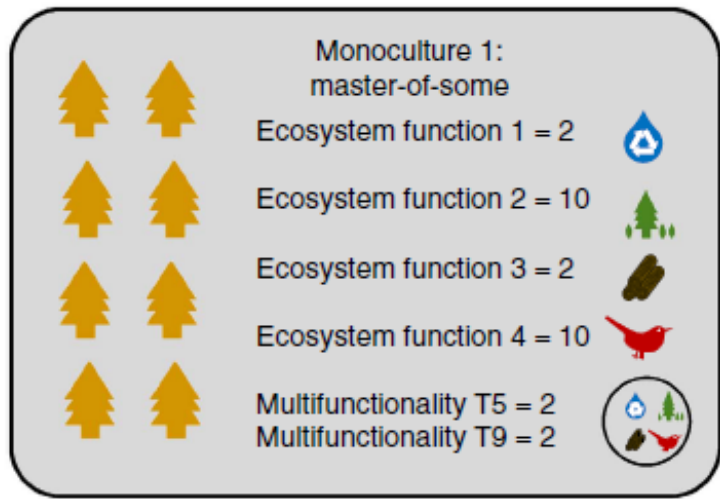 Monoculture 1:
master-of-some
Ecosystem function 1 = 2
Ecosystem function 2 = 10
Ecosystem function 3 = 2
Ecosystem function 4 = 10
Multifunctionality T5 = 2
Multifunctionality T9 = 2